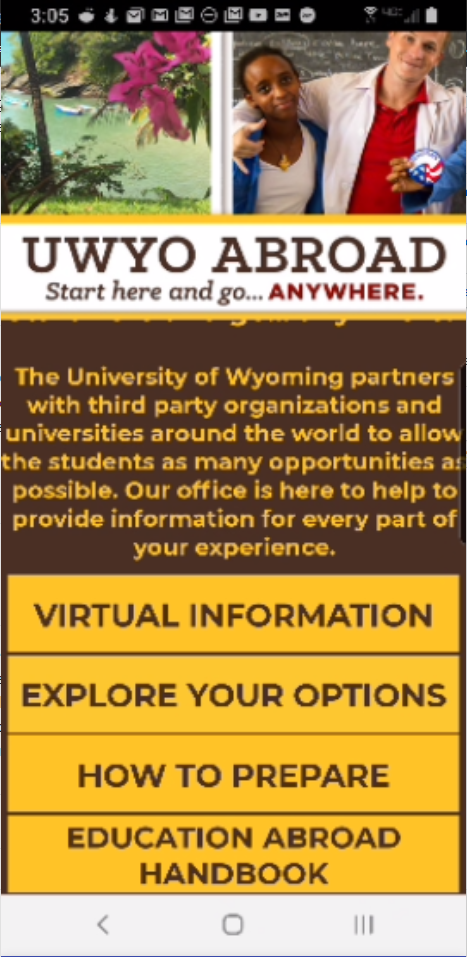 3:05
UWYO ABROAD
Start here and go... ANYWHERE.
The University of Wyoming partners
with third party organizations and
universities around the world to allow
the students as many opportunities as
possible. Our office is here to help to
provide information for every part of
your experience.
VIRTUAL INFORMATION
EXPLORE YOUR OPTIONS
HOW TO PREPARE
EDUCATION ABROAD
HANDBOOK